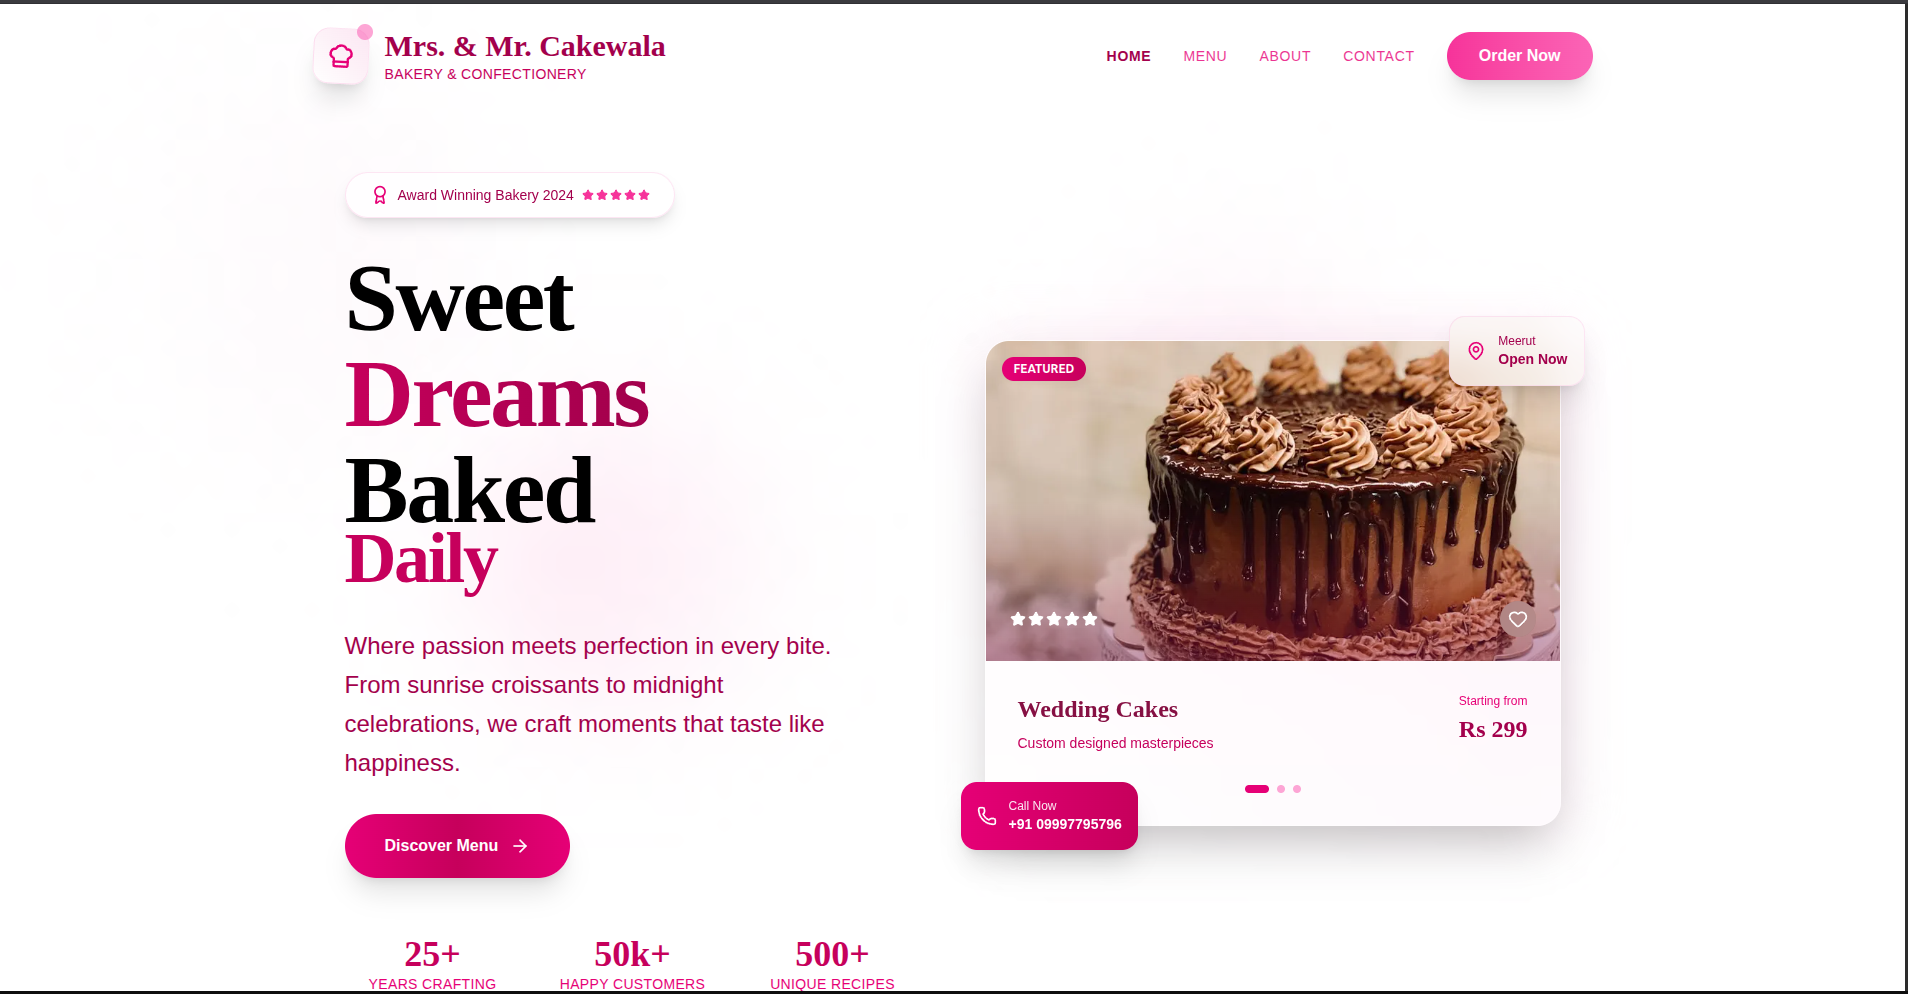 Mrs. & Mr. Cakewala
BAKERY & CONFECTIONERY
HOME
MENU
ABOUT
CONTACT
Order Now
Award Winning Bakery 2024
Sweet
Dreams
Baked
Daily
Where passion meets perfection in every bite.
From sunrise croissants to midnight
celebrations, we craft moments that taste like
happiness.
Discover Menu
25+
YEARS CRAFTING
50k+
HAPPY CUSTOMERS
500+
UNIQUE RECIPES
Meerut
Open Now
FEATURED
Wedding Cakes
Custom designed masterpieces
Starting from
Rs 299
Call Now
+91 09997795796